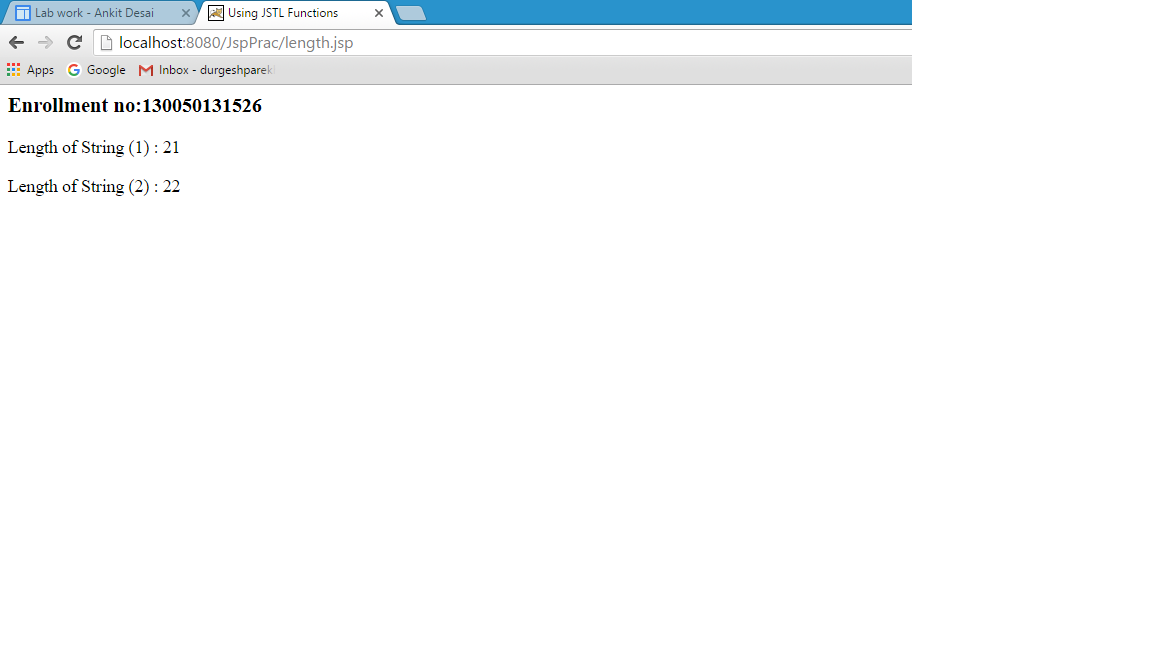 Lab work - Ankit Desai
Using JSTL Functions
localhost:8080/JspPrac/length.jsp
Apps
Google
Inbox - durgeshparek
Enrollment no:130050131526
Length of String (1) : 21
Length of String (2) : 22